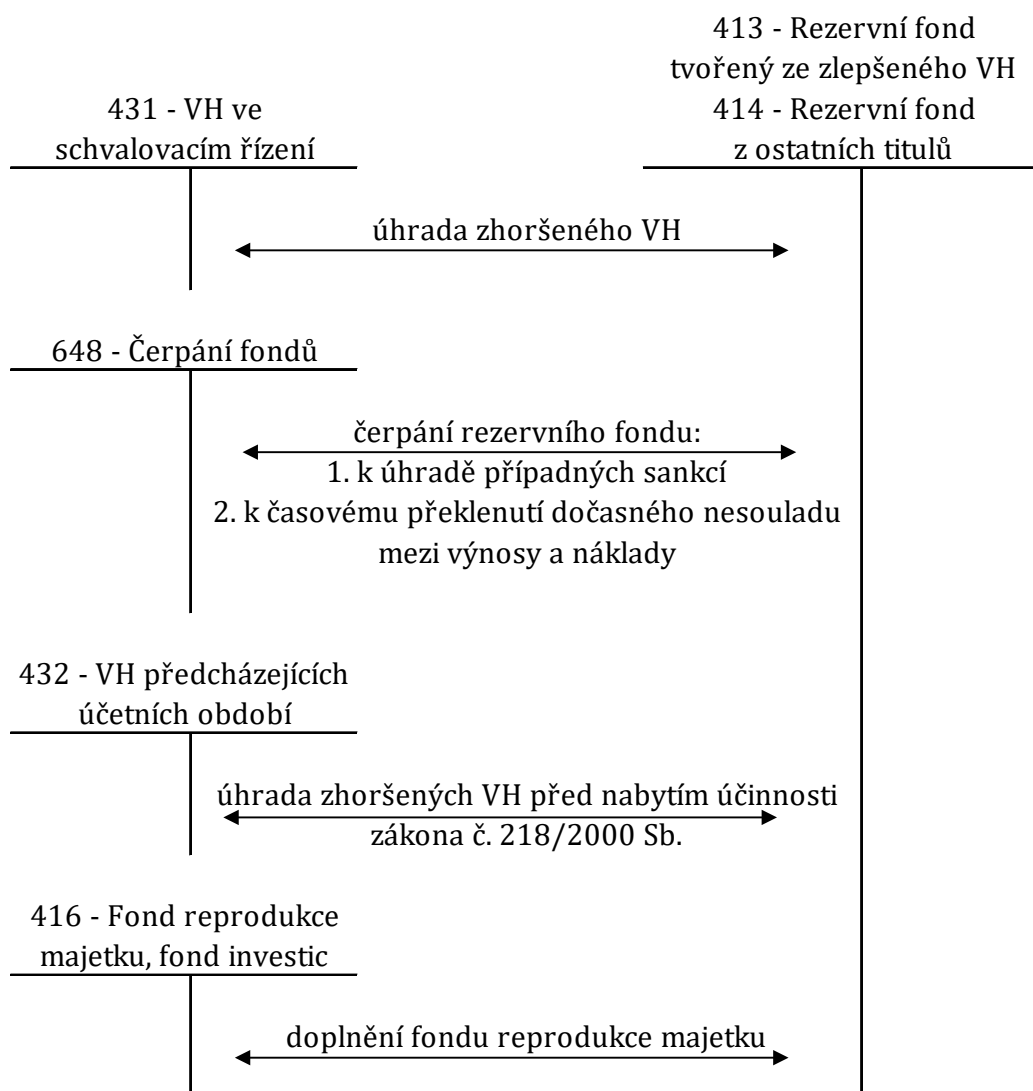 413 - Rezervní fond
tvořený ze zlepšeného VH
431 - VH ve
414 - Rezervní fond
schvalovacím řízení
z ostatních titulů
úhrada zhoršeného VH
648 - Čerpání fondů
čerpání rezervního fondu:
1. k úhradě případných sankcí
2. k časovému překlenutí dočasného nesouladu
mezi výnosy a náklady
432 - VH předcházejících
účetních období
úhrada zhoršených VH před nabytím účinnosti
zákona č. 218/2000 Sb.
416 - Fond reprodukce
majetku, fond investic
doplnění fondu reprodukce majetku